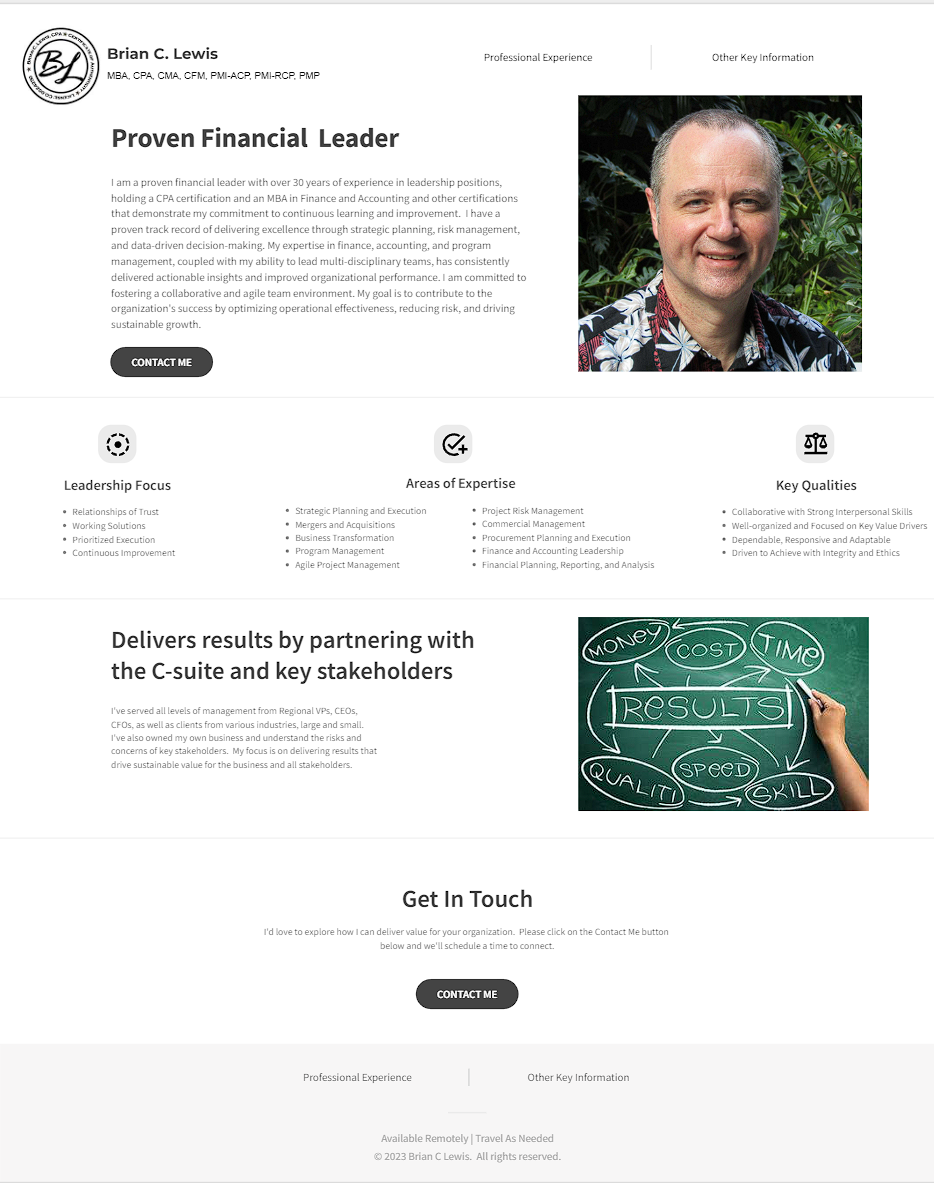 Brian C. Lewis
MBA, CPA, CMA, CFM, PMI-ACP, PMI-RCP, PMP
Professional Experience
Other Key Information
BL
Proven Financial Leader
I am a proven financial leader with over 30 years of experience in leadership positions,
holding a CPA certification and an MBA in Finance and Accounting and other certifications
that demonstrate my commitment to continuous learning and improvement.  I have a
proven track record of delivering excellence through strategic planning, risk management,
and data-driven decision-making. My expertise in finance, accounting, and program
management, coupled with my ability to lead multi-disciplinary teams, has consistently
delivered actionable insights and improved organizational performance. I am committed to
fostering a collaborative and agile team environment. My goal is to contribute to the
organization's success by optimizing operational effectiveness, reducing risk, and driving
sustainable growth.
CONTACT ME
Leadership Focus
• Relationships of Trust
• Working Solutions
• Prioritized Execution
• Continuous Improvement
Areas of Expertise
• Strategic Planning and Execution
• Mergers and Acquisitions
• Business Transformation
• Program Management
• Agile Project Management
• Project Risk Management
• Commercial Management
• Procurement Planning and Execution
• Finance and Accounting Leadership
• Financial Planning, Reporting, and Analysis
Key Qualities
• Collaborative with Strong Interpersonal Skills
• Well-organized and Focused on Key Value Drivers
• Dependable, Responsive and Adaptable
• Driven to Achieve with Integrity and Ethics
Delivers results by partnering with
the C-suite and key stakeholders
I've served all levels of management from Regional VPs, CEOs,
CFOs, as well as clients from various industries, large and small.
I've also owned my own business and understand the risks and
concerns of key stakeholders.  My focus is on delivering results that
drive sustainable value for the business and all stakeholders.
MONEY
COST
TIME
RESULTS
QUALITI
SPEED
SKILL
Get In Touch
I'd love to explore how I can deliver value for your organization.  Please click on the Contact Me button
below and we'll schedule a time to connect.
CONTACT ME
Professional Experience
Other Key Information
Available Remotely | Travel As Needed
© 2023 Brian C Lewis.  All rights reserved.